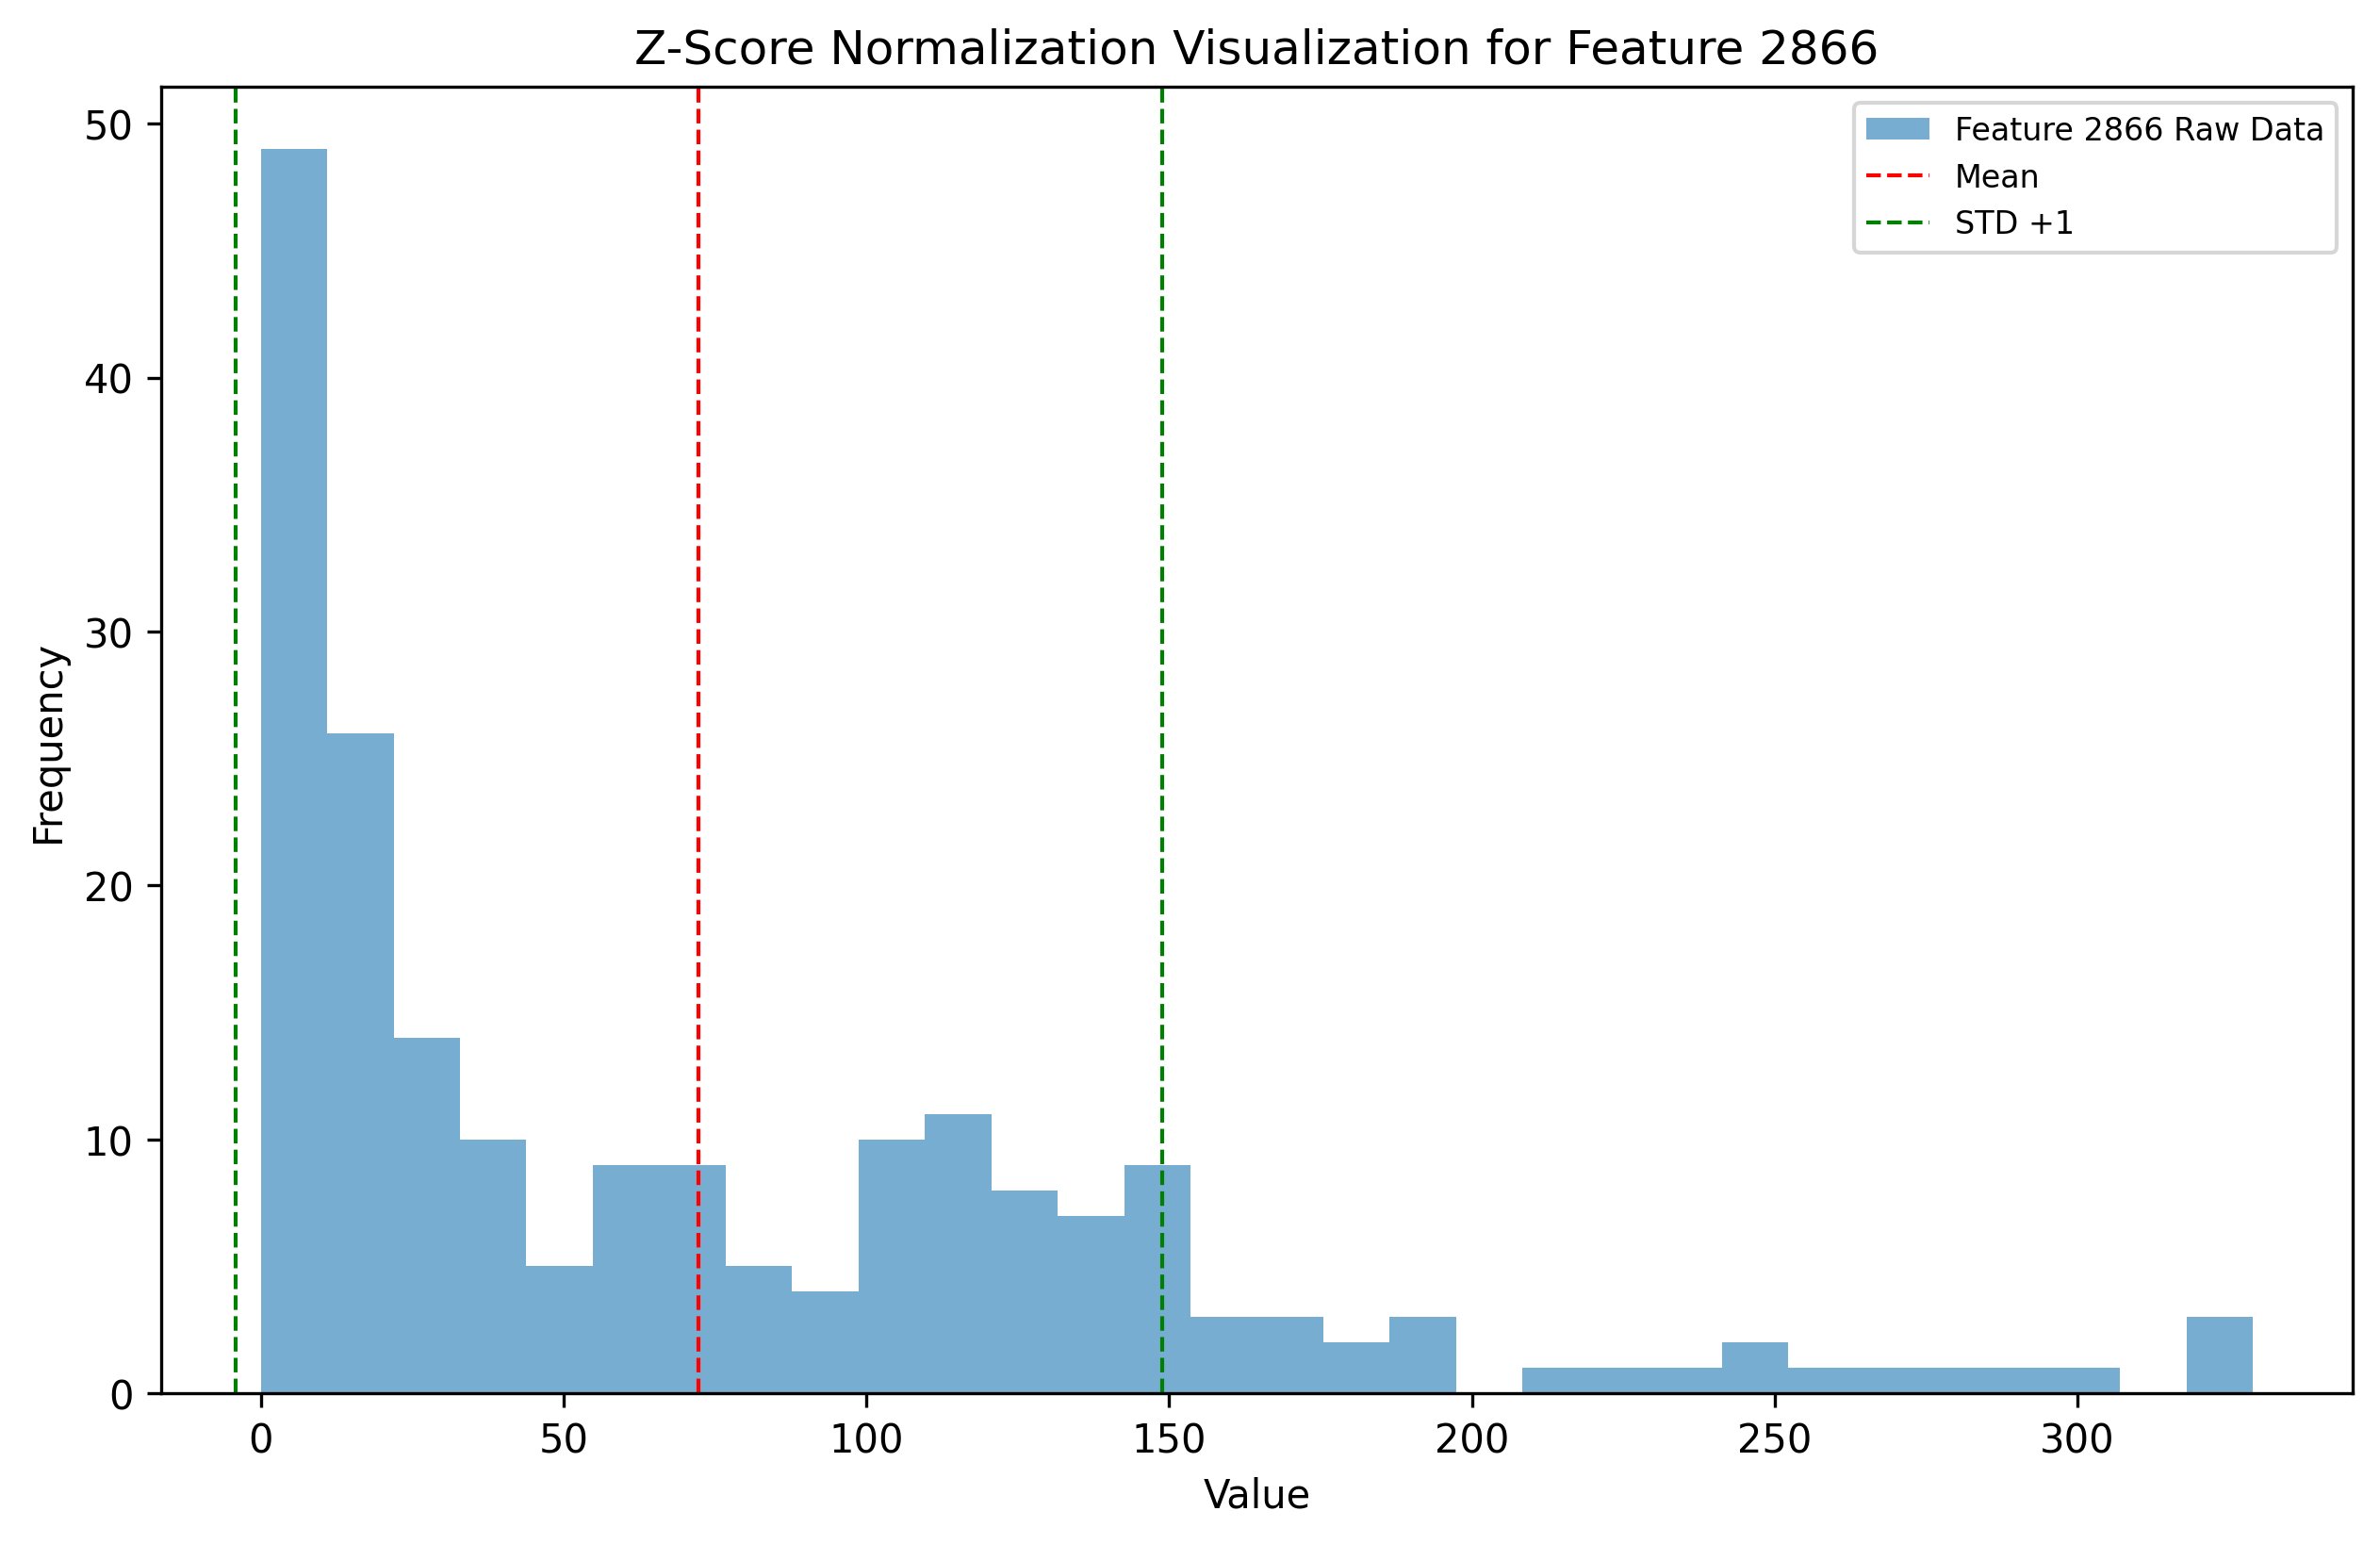 Z-Score Normalization Visualization for Feature 2866
Feature 2866 Raw Data
Mean
STD +1
50
40
30
20
10
0
Frequency
0 50 100 150 200 250 300
Value